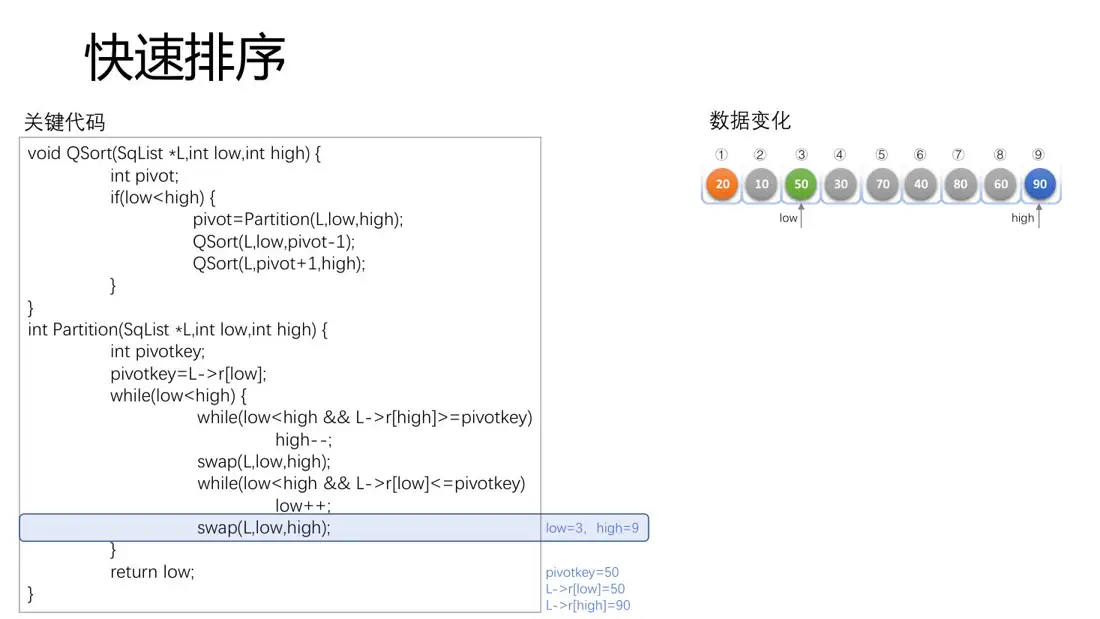 快速排序
关键代码
void QSort(SqList *L,int low,int high) {
int pivot;
if(low<high) {
pivot=Partition(L,low,high);
QSort(L,low,pivot-1);
QSort(L,pivot+1,high);
}
}
int Partition(SqList *L,int low,int high) {
int pivotkey;
pivotkey=L->r[low];
while(low<high) {
while(low<high && L->r[high]>=pivotkey)
high--;
swap(L,low,high);
while(low<high && L->r[low]<=pivotkey)
low++;
swap(L,low,high);
}
return low;
}
low=3,  high=9
pivotkey=50
L->r[low]=50
L->r[high]=90
数据变化
① ② ③ ④ ⑤ ⑥ ⑦ ⑧ ⑨
20 10 50 30 70 40 80 60 90
low high